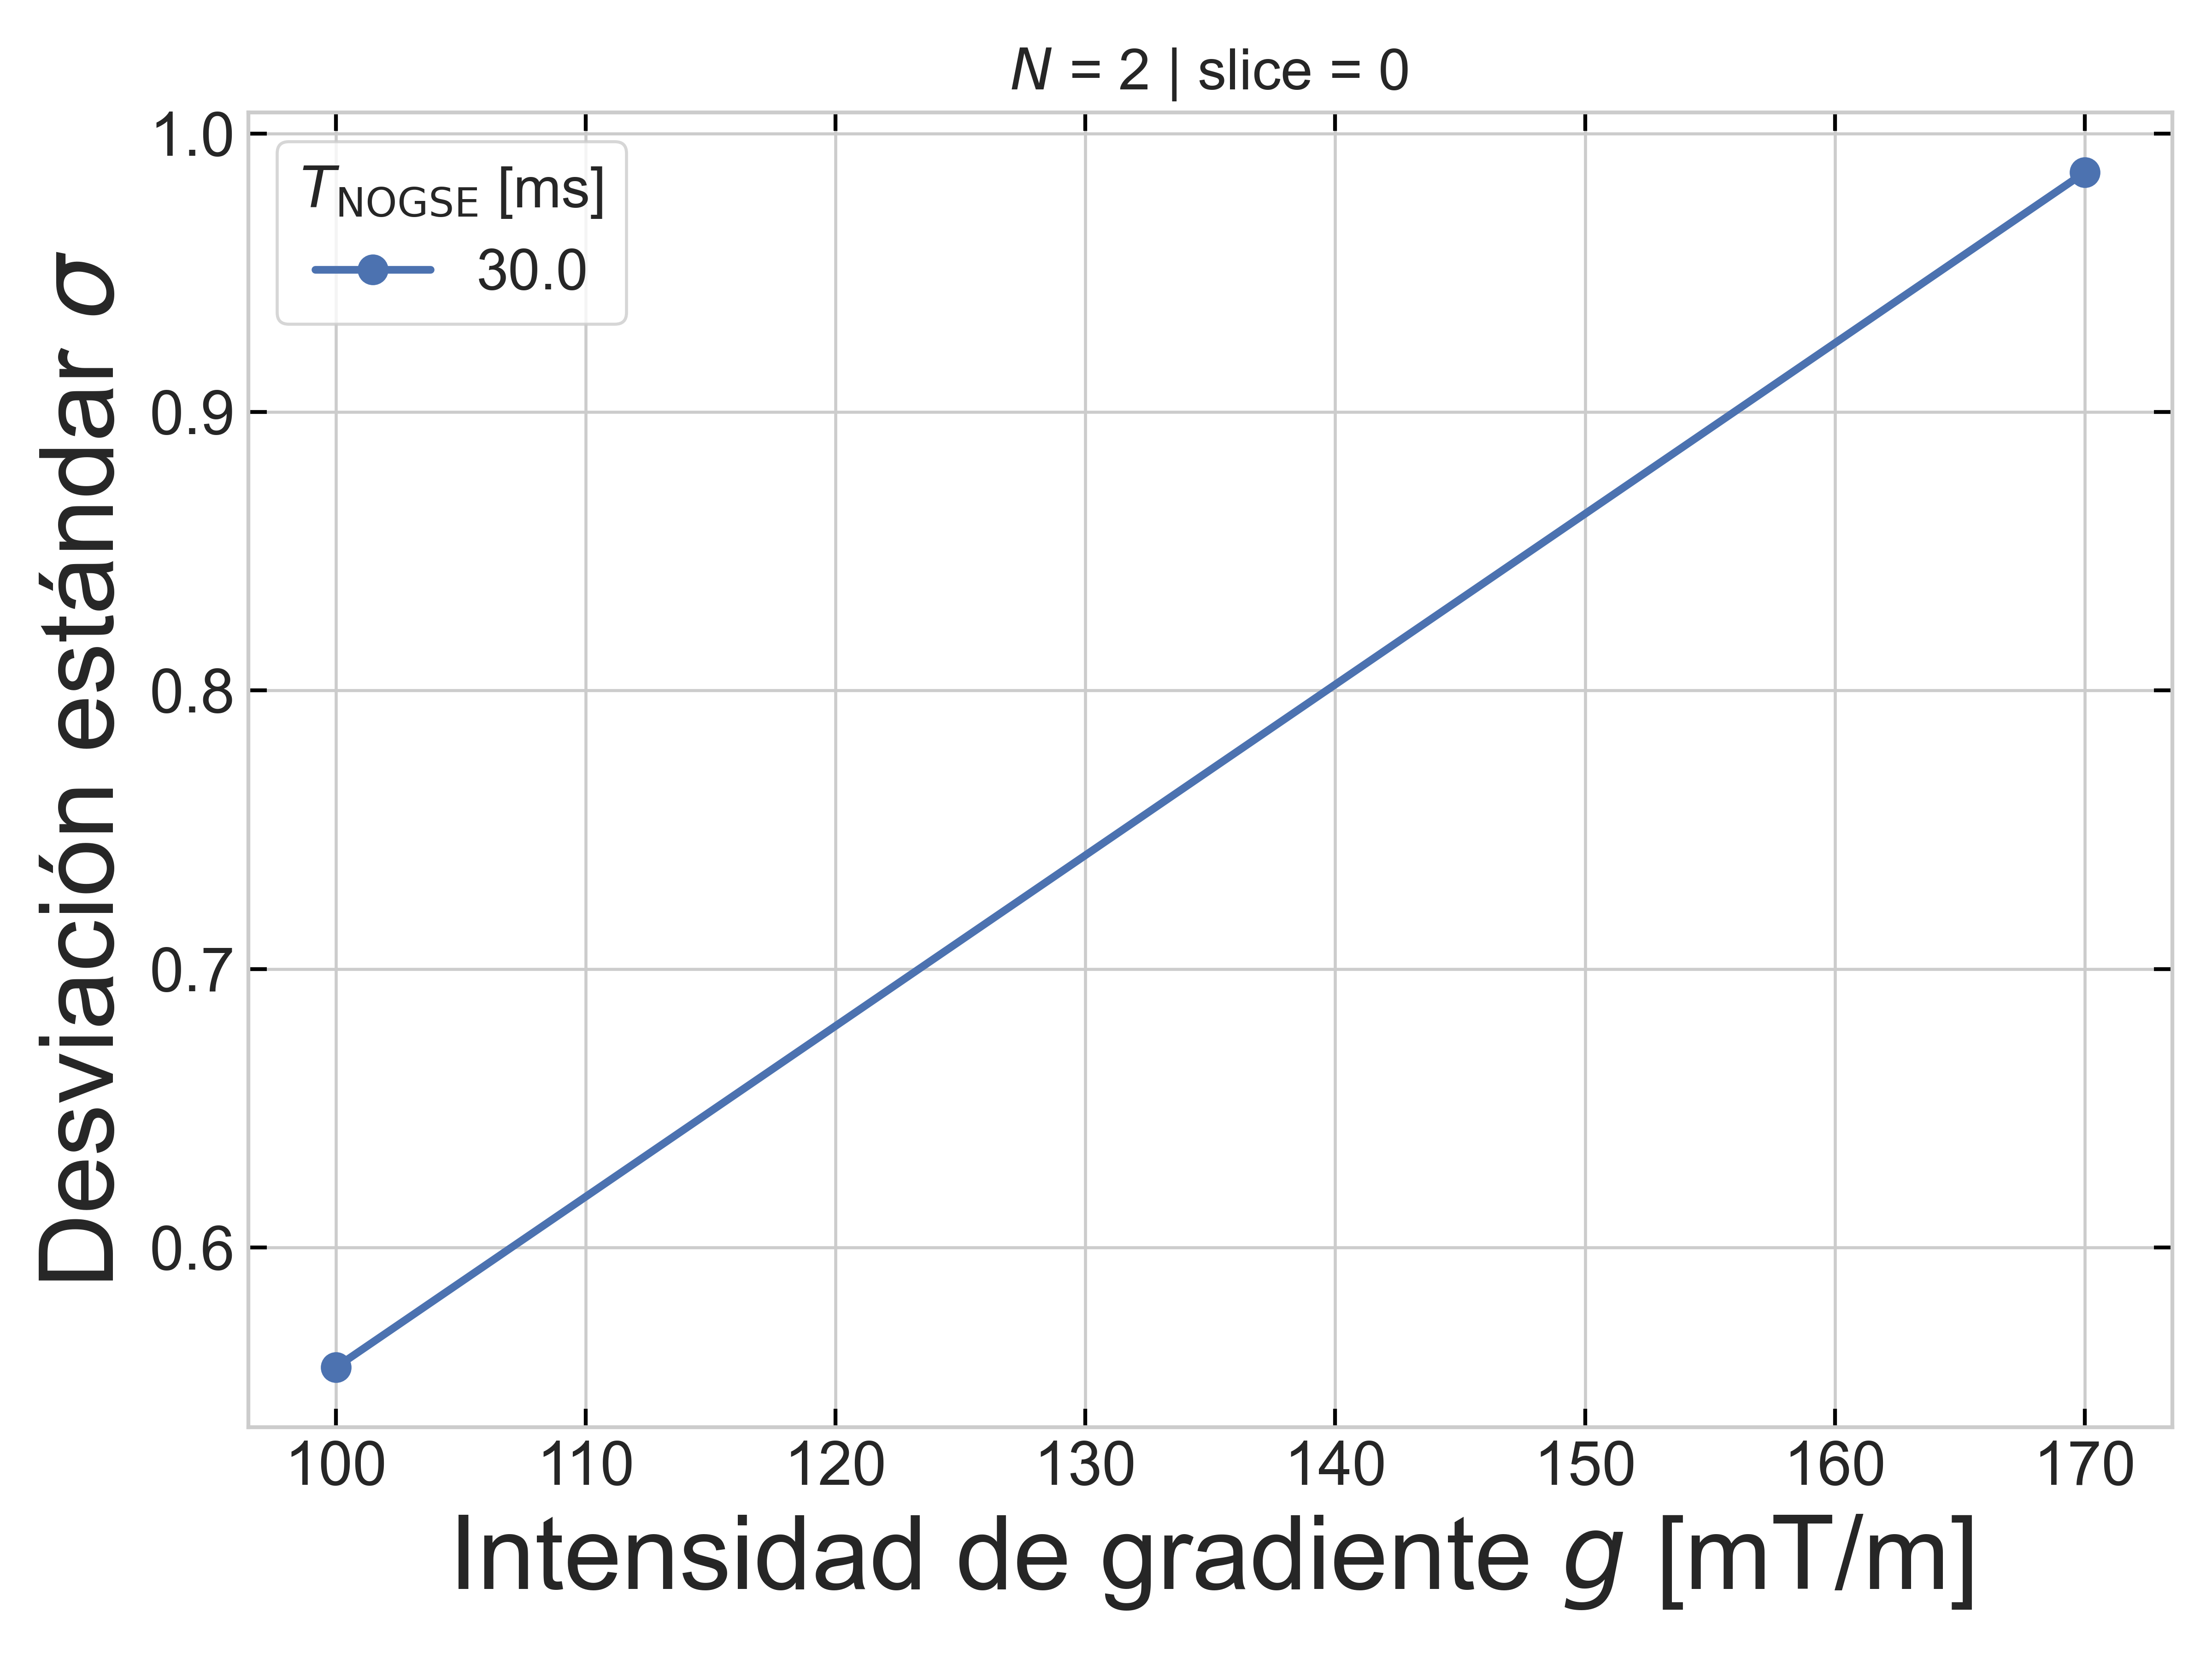 N = 2 | slice = 0
Desviación estándar σ
1.0
0.9
0.8
0.7
0.6
T_NOGSE [ms]
30.0
100 110 120 130 140 150 160 170
Intensidad de gradiente g [mT/m]